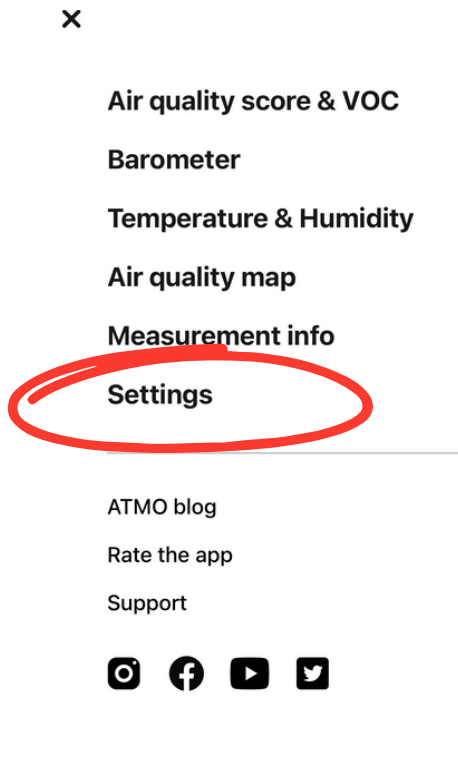 Air quality score & VOC
Barometer
Temperature & Humidity
Air quality map
Measurement info
Settings
ATMO blog
Rate the app
Support